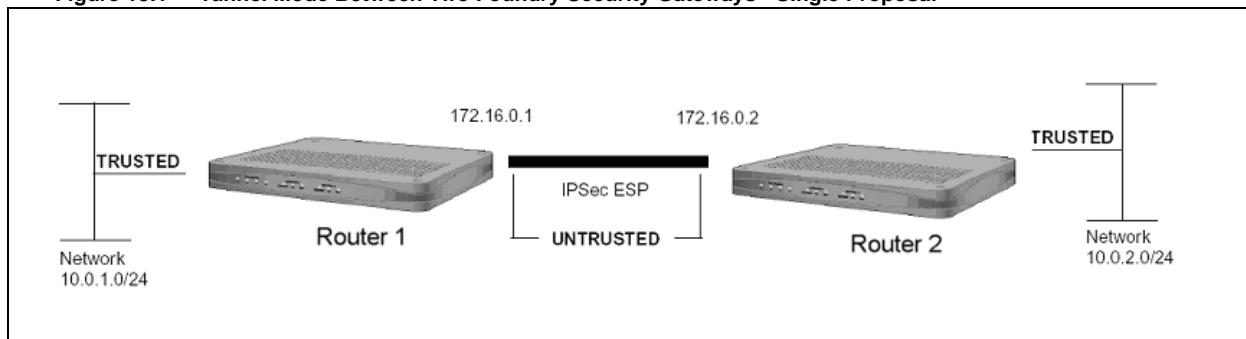 172.16.0.1
172.16.0.2
TRUSTED
TRUSTED
IPSec ESP
UNTRUSTED
Router 1
Router 2
Network
10.0.1.0/24
Network
10.0.2.0/24